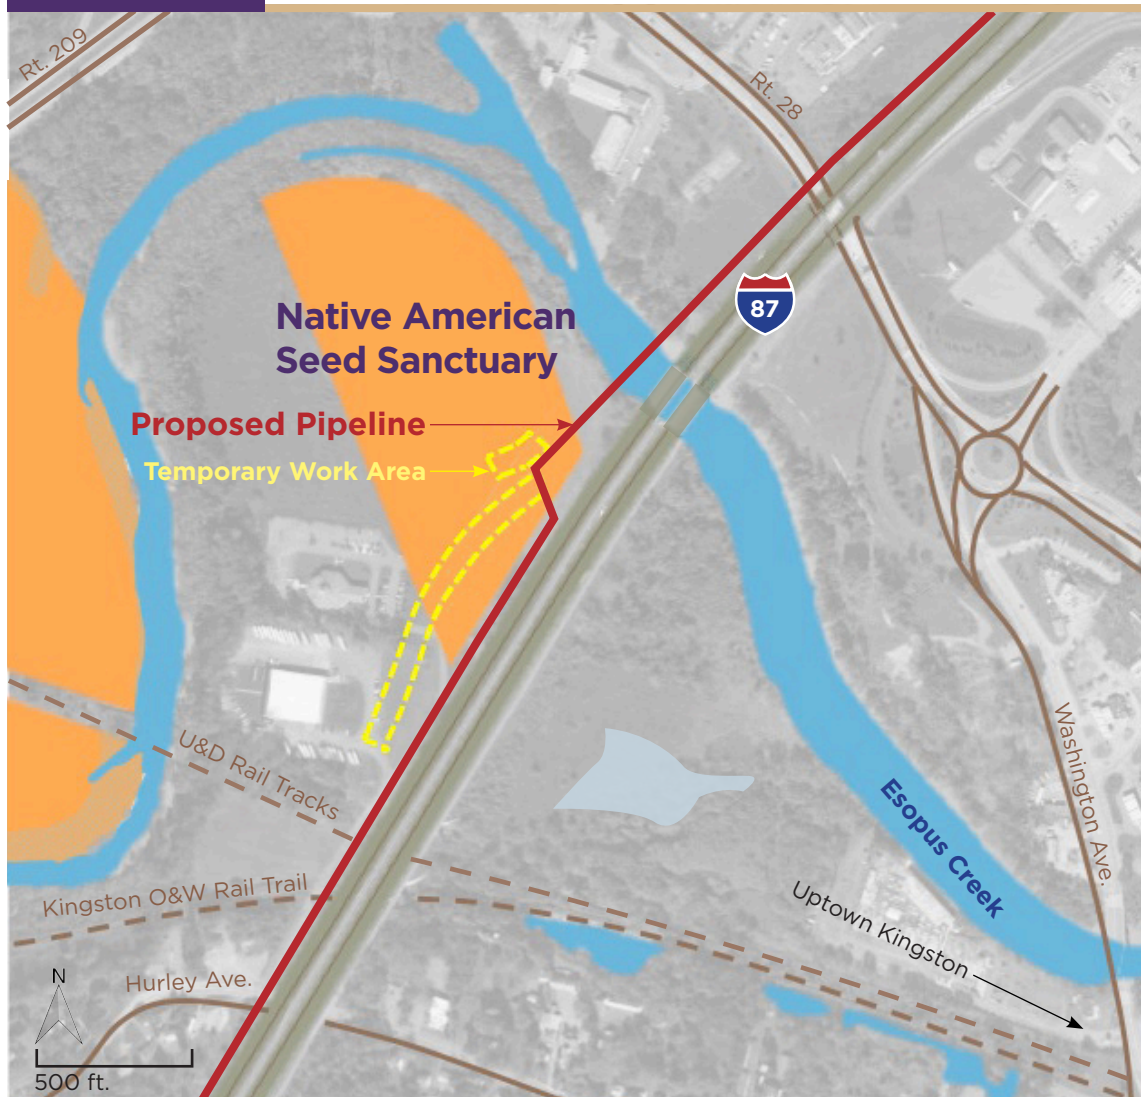 Rt. 209
Rt. 28
87
Native American
Seed Sanctuary
Proposed Pipeline
Temporary Work Area
U&D Rail Tracks
Washington Ave.
Esopus Creek
Kingston O&W Rail Trail
Uptown Kingston
Hurley Ave.
N
500 ft.